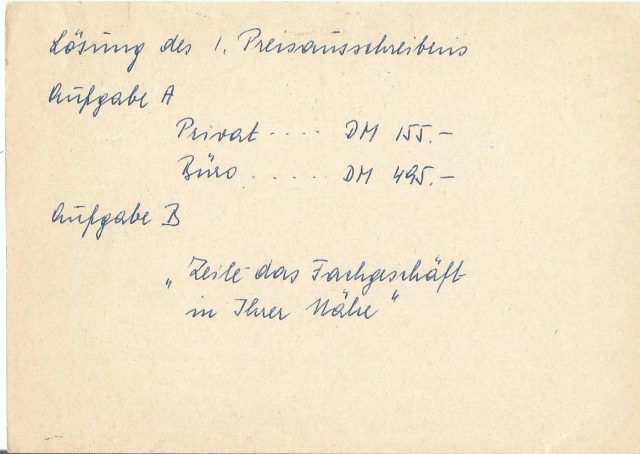 Lösung des 1. Preisausschreibens
Aufgabe A
Privat .... DM 155.-
Büro ..... DM 495.-
Aufgabe B
„Zeile das Fachgeschäft
in Ihrer Nähe"